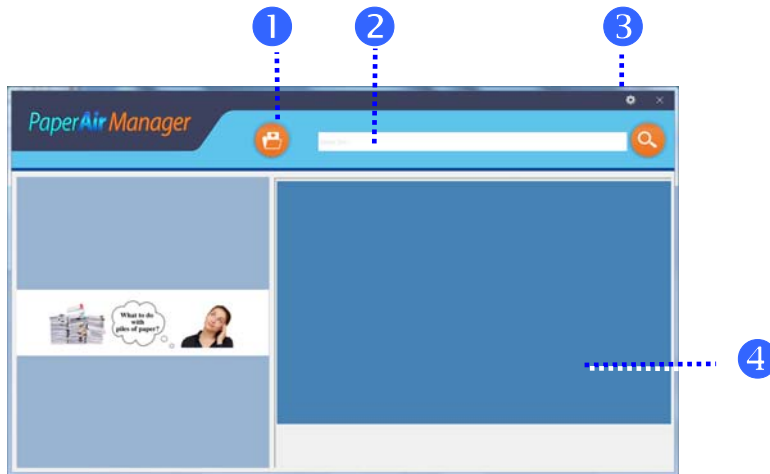 1 2 3
PaperAir Manager
What to do
with
piles of paper?
4